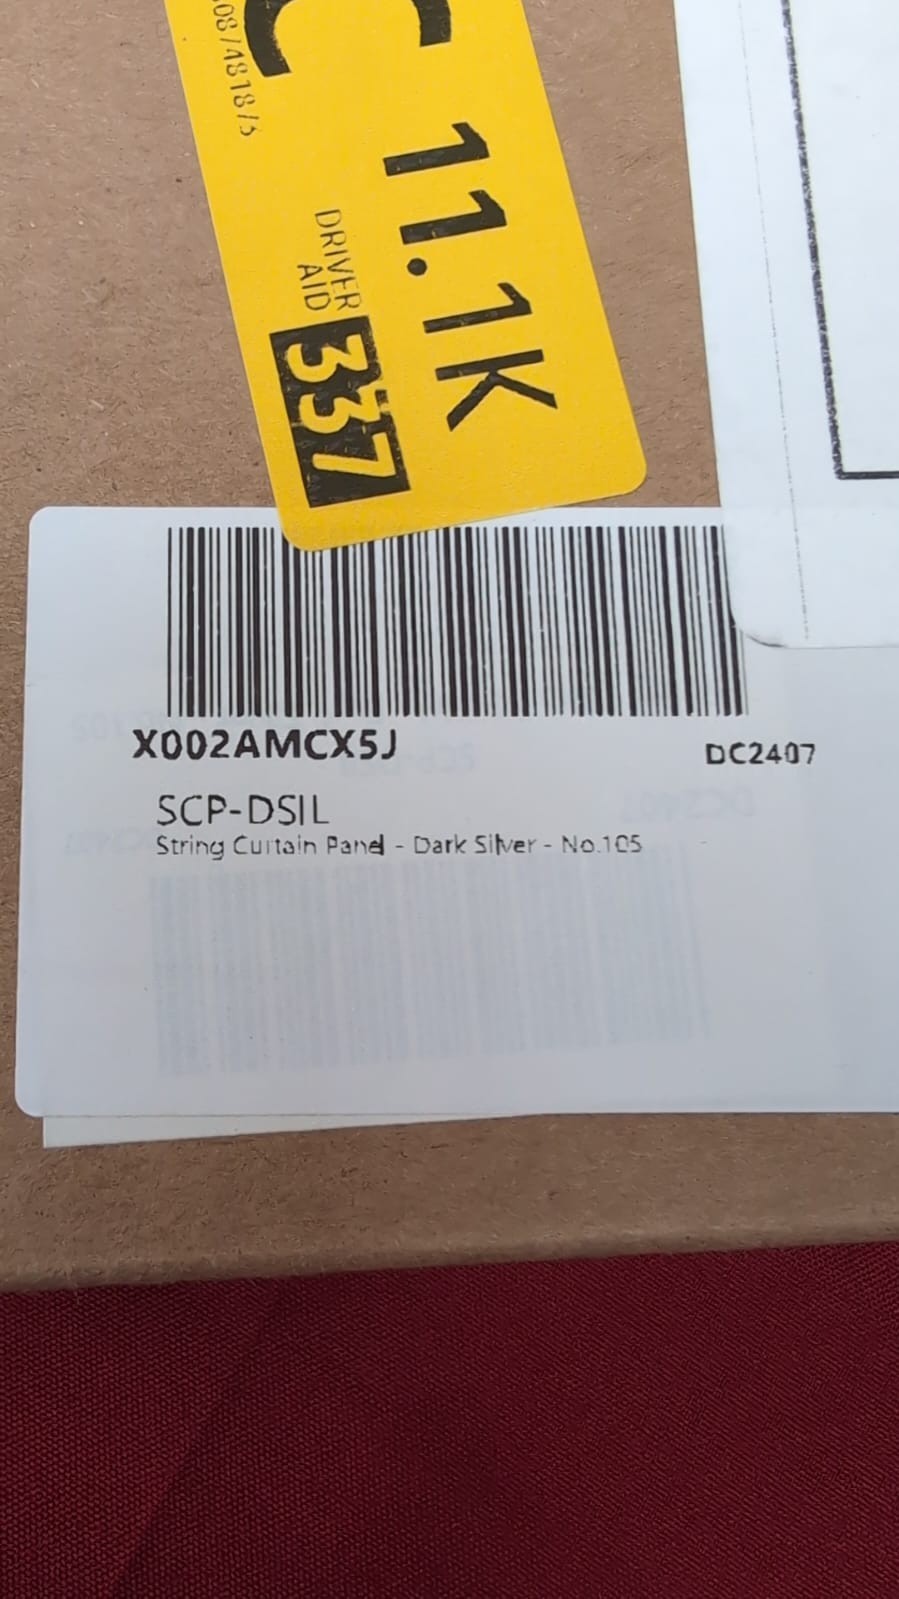 C
11.1K
DRIVER
AID
337
X002AMCX5J
DC2407
SCP-DSIL
String Curtain Panel - Dark Silver - No.105